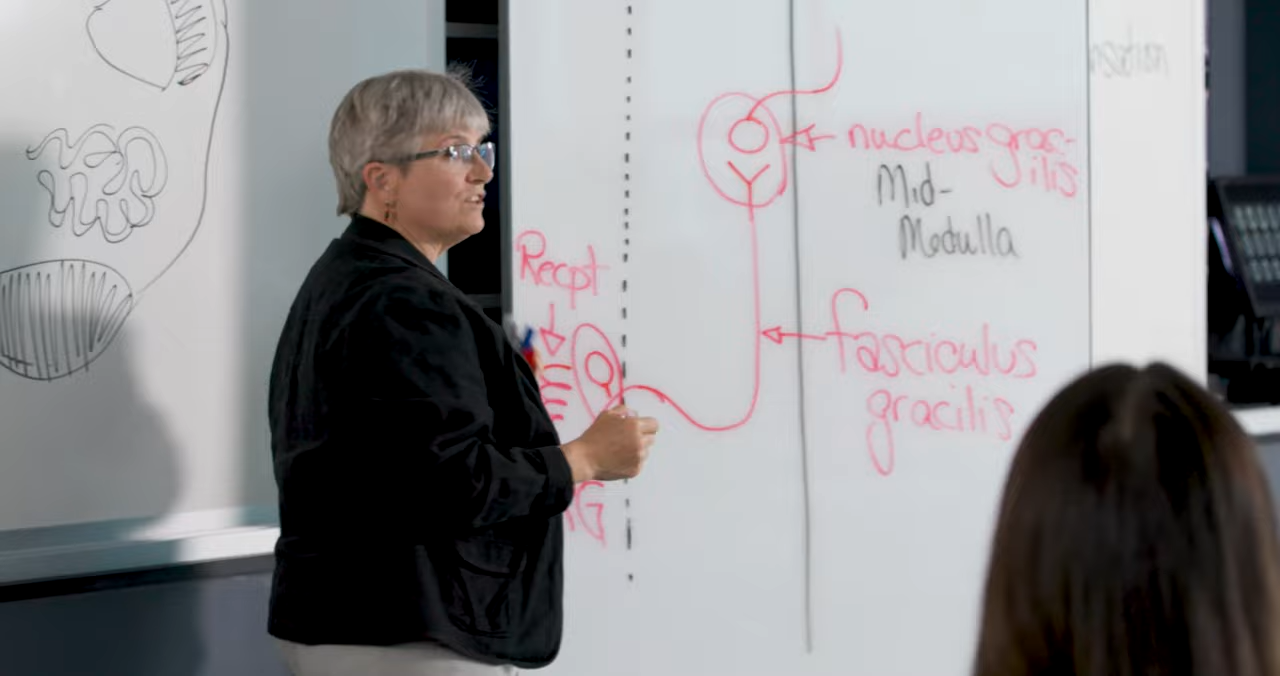 nucleus grac-
ilis
Mid-
Medulla
Recpt
fasciculus
gracilis